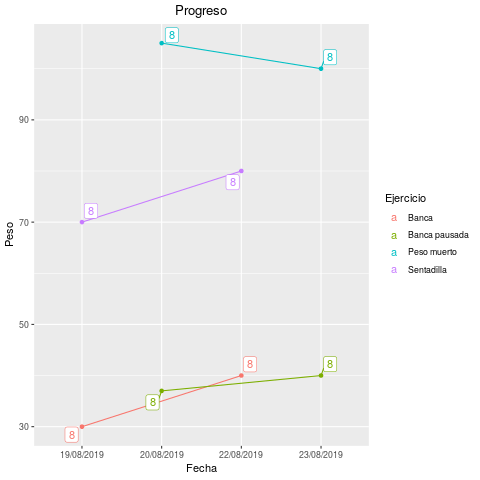 Progreso
8
8
90
8
8
Peso
70
50
8
8
8
8
30
19/08/2019 20/08/2019 22/08/2019 23/08/2019
Fecha
Ejercicio
a Banca
a Banca pausada
a Peso muerto
a Sentadilla